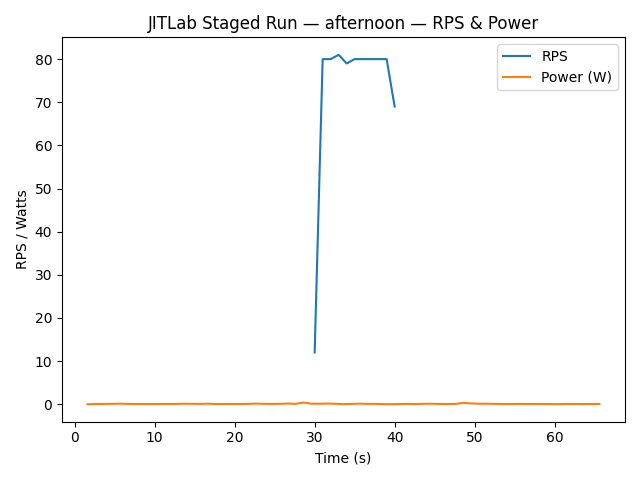 JITLab Staged Run — afternoon — RPS & Power
RPS
Power (W)
80
70
60
50
40
30
20
10
0
RPS / Watts
0 10 20 30 40 50 60
Time (s)